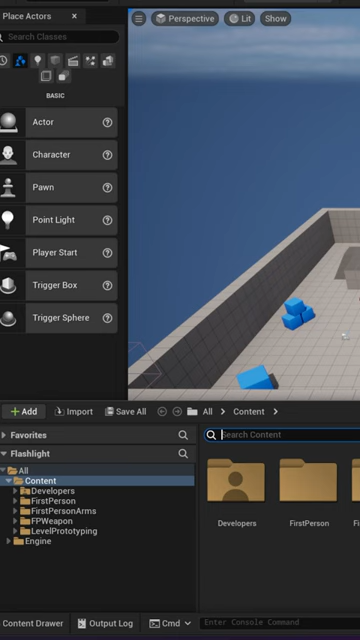 Place Actors
Perspective
Lit
Show
Search Classes
BASIC
Actor
Character
Pawn
Point Light
Player Start
Trigger Box
Trigger Sphere
Add
Import
Save All
All
Content
Favorites
Flashlight
Search Content
All
Content
Developers
FirstPerson
FirstPersonArms
FPWeapon
LevelPrototyping
Engine
Developers
FirstPerson
Content Drawer
Output Log
Cmd
Enter Console Command